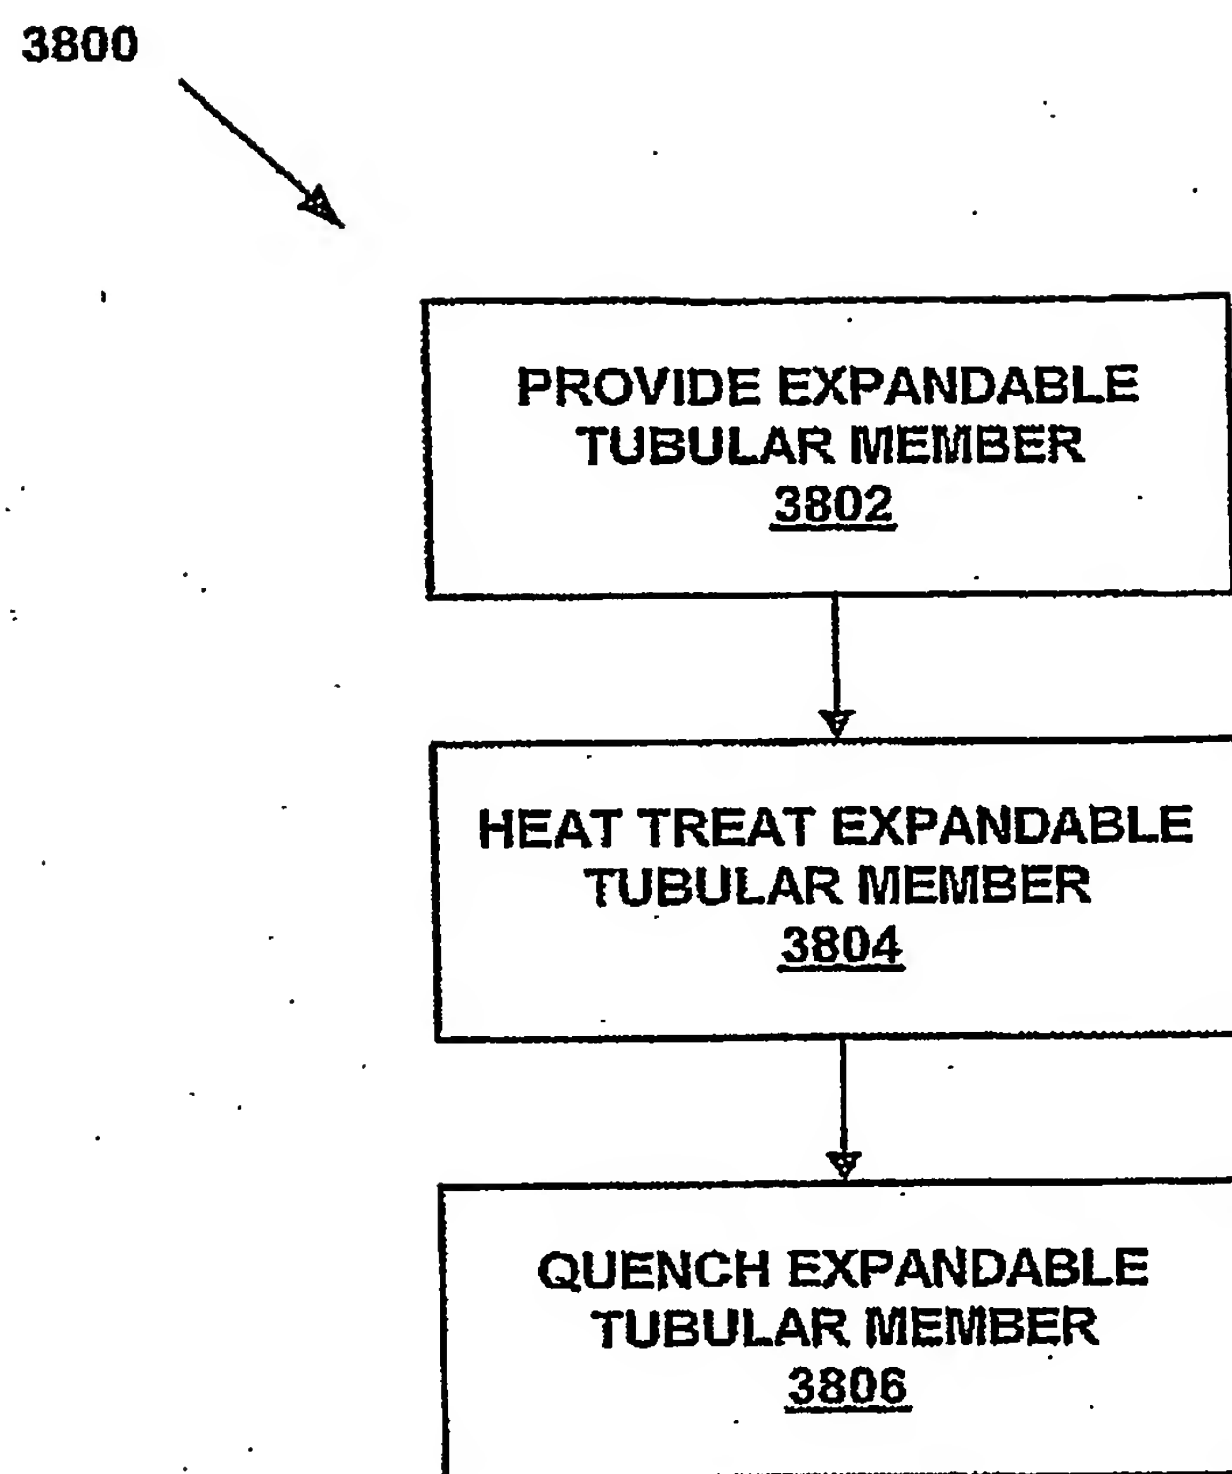 3800
PROVIDE EXPANDABLE
TUBULAR MEMBER
3802
HEAT TREAT EXPANDABLE
TUBULAR MEMBER
3804
QUENCH EXPANDABLE
TUBULAR MEMBER
3806